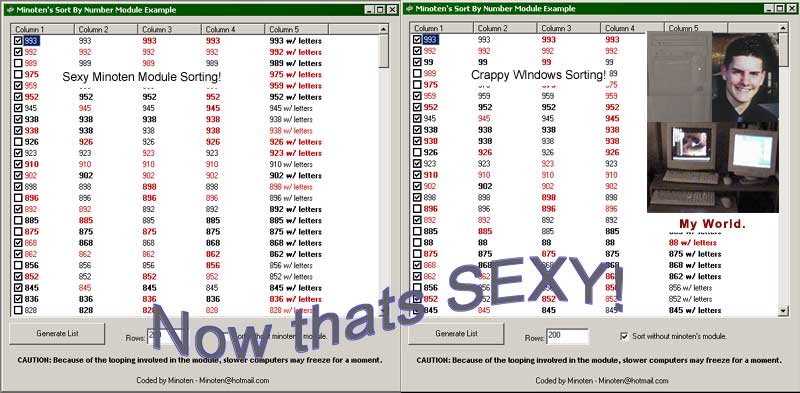 Minoten's Sort By Number Module Example
Column 1 Column 2 Column 3 Column 4 Column 5
993 993 993 993 993 w/ letters
992 992 992 992 992 w/ letters
989 989 989 989 989 w/ letters
975 975 w/ letters
Sexy Minoten Module Sorting!
959 959 w/ letters
952 952 952 952 952 w/ letters
945 945 945 945 945 w/ letters
938 938 938 938 938 w/ letters
938 938 938 938 938 w/ letters
926 926 926 926 926 w/ letters
923 923 923 923 923 w/ letters
910 910 910 910 910 w/ letters
902 902 902 902 902 w/ letters
898 898 898 898 898 w/ letters
896 896 896 896 896 w/ letters
892 892 892 892 892 w/ letters
885 885 885 885 885 w/ letters
875 875 875 875 875 w/ letters
868 868 868 868 868 w/ letters
862 862 862 862 862 w/ letters
856 856 856 856 856 w/ letters
852 852 852 852 852 w/ letters
845 845 845 845 845 w/ letters
836 836 836 836 836 w/ letters
828 828 828 828 828 w/ letters
Generate List Rows: 200 Sort without minoten's module.
CAUTION: Because of the looping involved in the module, slower computers may freeze for a moment.
Coded by Minoten - Minoten@hotmail.com
Minoten's Sort By Number Module Example
Column 1 Column 2 Column 3 Column 4
993 993 993 993
992 992 992 992
99 99 99 99
989
Crappy WIndows Sorting!
975
959 959 959 959
952 952 952 952
945 945 945 945
938 938 938 938
938 938 938 938
926 926 926 926
923 923 923 923
910 910 910 910
902 902 902 902
898 898 898 898
896 896 896 896
892 892 892 892
My World.
885 885 885 885 885 w/ letters
88 88 88 88 88 w/ letters
875 875 875 875 875 w/ letters
868 868 868 868 868 w/ letters
862 862 862 862 w/ letters
856 856 w/ letters
852 852 w/ letters
845 845 845 845 845 w/ letters
Generate List Rows: 200 Sort without minoten's module.
CAUTION: Because of the looping involved in the module, slower computers may freeze for a moment.
Coded by Minoten - Minoten@hotmail.com
Now thats SEXY!